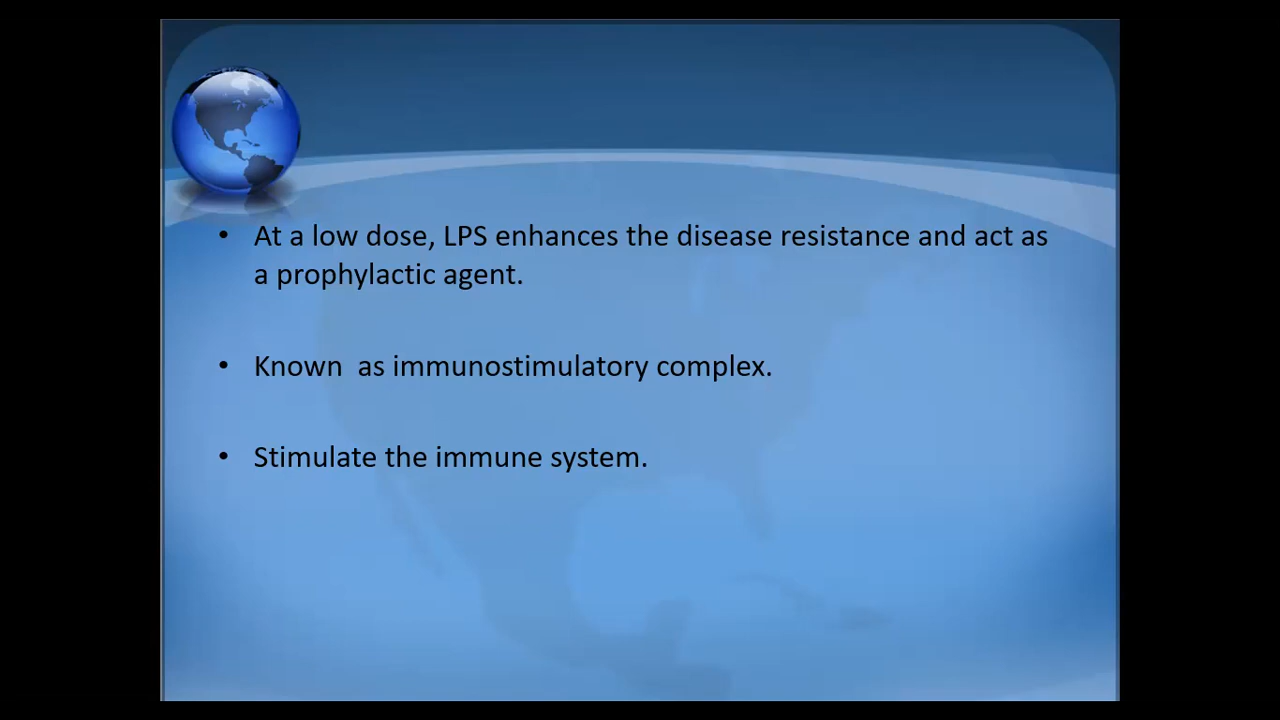 • At a low dose, LPS enhances the disease resistance and act as
a prophylactic agent.
• Known  as immunostimulatory complex.
• Stimulate the immune system.